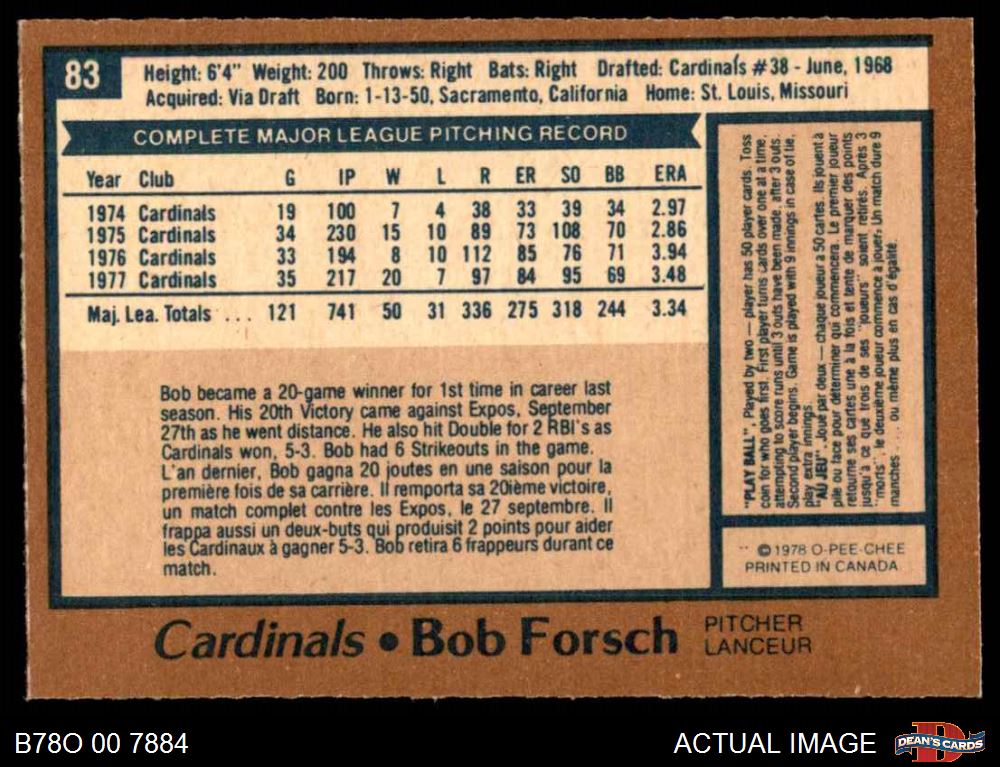 83
Height: 6'4" Weight: 200 Throws: Right Bats: Right Drafted: Cardinals #38 - June, 1968
Acquired: Via Draft Born: 1-13-50, Sacramento, California Home: St. Louis, Missouri
COMPLETE MAJOR LEAGUE PITCHING RECORD
Year Club G IP W L R ER SO BB ERA
1974 Cardinals 19 100 7 4 38 33 39 34 2.97
1975 Cardinals 34 230 15 10 89 73 108 70 2.86
1976 Cardinals 33 194 8 10 112 85 76 71 3.94
1977 Cardinals 35 217 20 7 97 84 95 69 3.48
Maj. Lea. Totals ... 121 741 50 31 336 275 318 244 3.34
Bob became a 20-game winner for 1st time in career last
season. His 20th Victory came against Expos, September
27th as he went distance. He also hit Double for 2 RBI's as
Cardinals won, 5-3. Bob had 6 Strikeouts in the game.
L'an dernier, Bob gagna 20 joutes en une saison pour la
première fois de sa carrière. Il remporta sa 20ième victoire,
un match complet contre les Expos, le 27 septembre. Il
frappa aussi un deux-buts qui produisit 2 points pour aider
les Cardinaux à gagner 5-3. Bob retira 6 frappeurs durant ce
match.
"PLAY BALL", Played by two — player has 50 player cards. Toss
coin for who goes first. First player turns cards over one at a time,
attempting to score runs until 3 outs have been made, after 3 outs.
Second player begins. Game is played with 9 innings in case of tie,
play extra innings.
"AU JEU". Joué par deux — chaque joueur a 50 cartes. Ils jouent à
pile ou face pour déterminer qui commencera. Le premier joueur
retourne ses cartes une à la fois et tente de marquer des points
jusqu'à ce que trois de ses "joueurs" soient retirés. Après 3
"morts", le deuxième joueur commence à jouer. Un match dure 9
manches ... ou même plus en cas d'égalité.
© 1978 O-PEE-CHEE
PRINTED IN CANADA
Cardinals • Bob Forsch PITCHER
LANCEUR
B78O 00 7884
ACTUAL IMAGE
D
DEAN'S CARDS